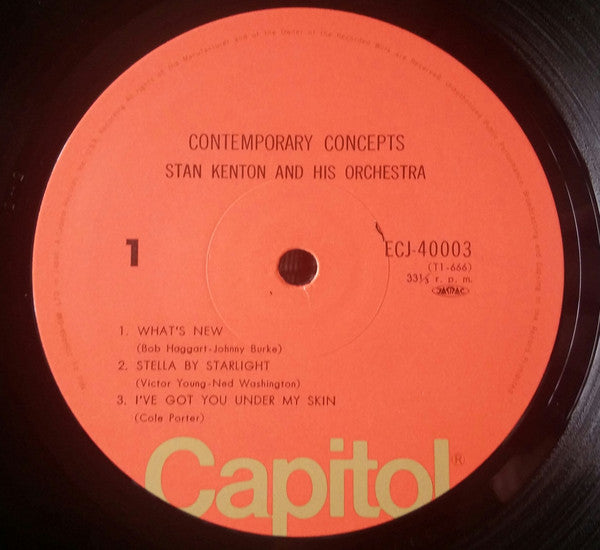 CONTEMPORARY CONCEPTS
STAN KENTON AND HIS ORCHESTRA
1
ECJ-40003
(T1-666)
33⅓ r. p. m.
JASRAC
1. WHAT'S NEW
(Bob Haggart-Johnny Burke)
2. STELLA BY STARLIGHT
(Victor Young-Ned Washington)
3. I'VE GOT YOU UNDER MY SKIN
(Cole Porter)
Capitol®